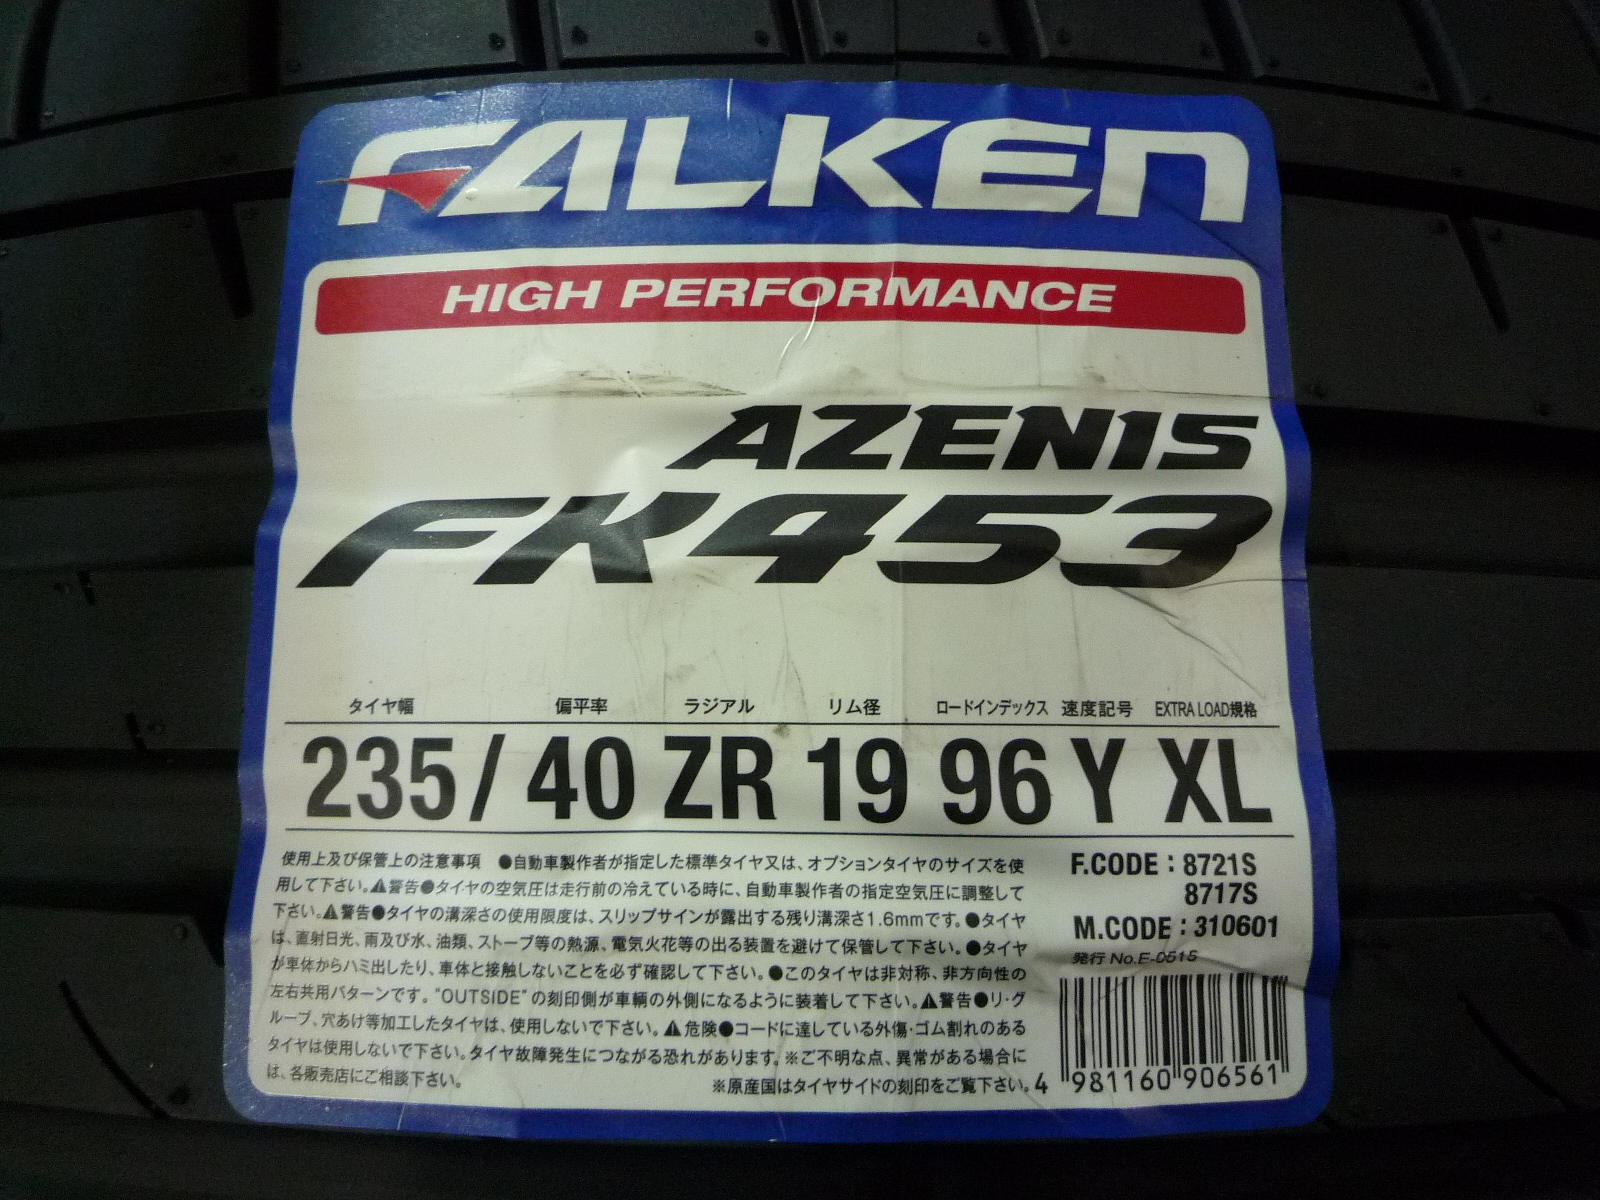 FALKEN
HIGH PERFORMANCE
AZENIS
FK453
タイヤ幅 偏平率 ラジアル リム径 ロードインデックス 速度記号 EXTRA LOAD規格
235 / 40 ZR 19 96 Y XL
使用上及び保管上の注意事項 ●自動車製作者が指定した標準タイヤ又は、オプションタイヤのサイズを使
用して下さい。⚠警告●タイヤの空気圧は走行前の冷えている時に、自動車製作者の指定空気圧に調整して
下さい。⚠警告●タイヤの溝深さの使用限度は、スリップサインが露出する残り溝深さ1.6mmです。●タイヤ
は、直射日光、雨及び水、油類、ストーブ等の熱源、電気火花等の出る装置を避けて保管して下さい。●タイヤ
が車体からハミ出したり、車体と接触しないことを必ず確認して下さい。●このタイヤは非対称、非方向性の
左右共用パターンです。"OUTSIDE"の刻印側が車輌の外側になるように装着して下さい。⚠警告●リ・グ
ルーブ、穴あけ等加工したタイヤは、使用しないで下さい。⚠危険●コードに達している外傷・ゴム割れのある
タイヤは使用しないで下さい。タイヤ故障発生につながる恐れがあります。※ご不明な点、異常がある場合に
は、各販売店にご相談下さい。
※原産国はタイヤサイドの刻印をご覧下さい。
F.CODE : 8721S
8717S
M.CODE : 310601
発行 No.E-0515
4 981160 906561